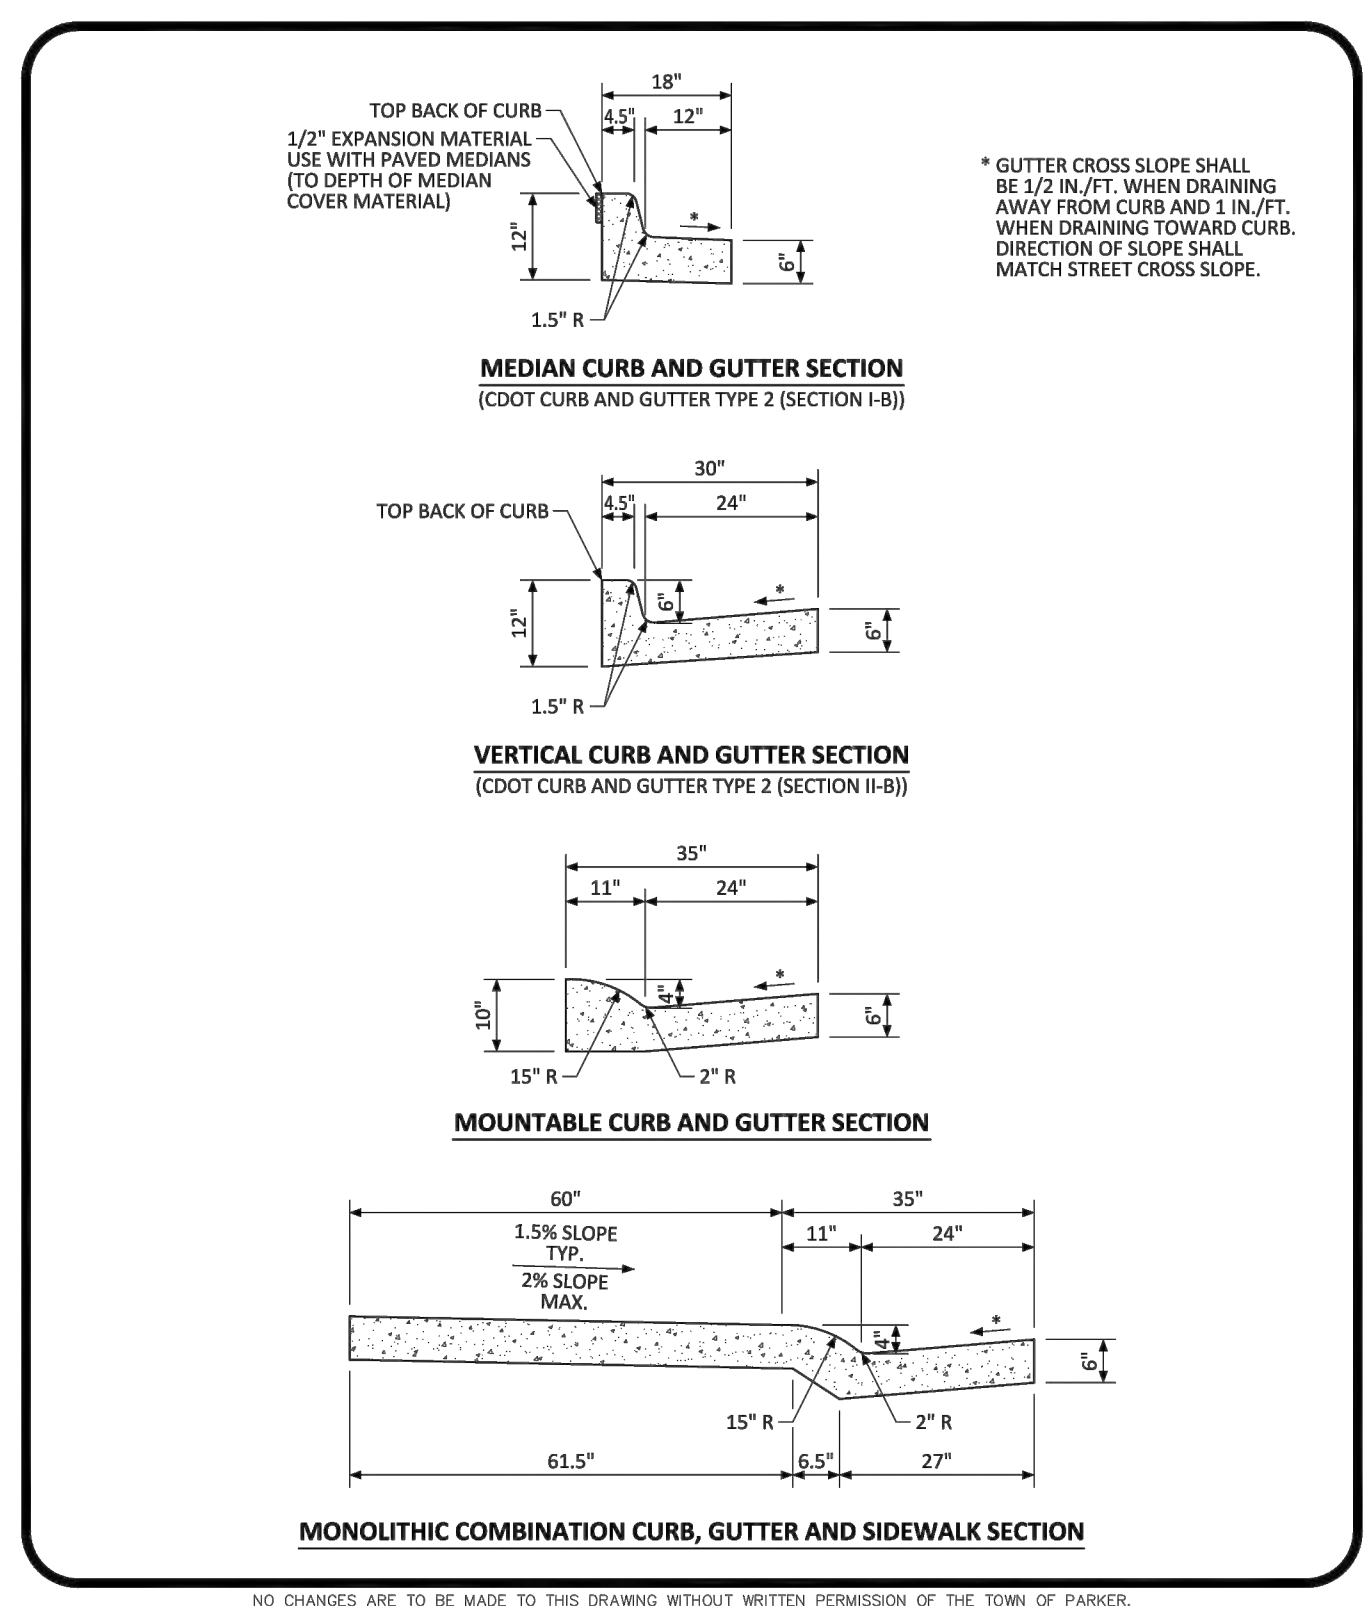 18"
TOP BACK OF CURB
4.5"
12"
1/2" EXPANSION MATERIAL
USE WITH PAVED MEDIANS
(TO DEPTH OF MEDIAN
COVER MATERIAL)
* GUTTER CROSS SLOPE SHALL
BE 1/2 IN./FT. WHEN DRAINING
AWAY FROM CURB AND 1 IN./FT.
WHEN DRAINING TOWARD CURB.
DIRECTION OF SLOPE SHALL
MATCH STREET CROSS SLOPE.
*
12"
6"
1.5" R
MEDIAN CURB AND GUTTER SECTION
(CDOT CURB AND GUTTER TYPE 2 (SECTION I-B))
30"
4.5"
24"
TOP BACK OF CURB
*
6"
12"
6"
1.5" R
VERTICAL CURB AND GUTTER SECTION
(CDOT CURB AND GUTTER TYPE 2 (SECTION II-B))
35"
11"
24"
*
4"
10"
6"
15" R
2" R
MOUNTABLE CURB AND GUTTER SECTION
60"
35"
1.5% SLOPE
TYP.
11"
24"
2% SLOPE
MAX.
*
4"
6"
15" R
2" R
61.5"
6.5"
27"
MONOLITHIC COMBINATION CURB, GUTTER AND SIDEWALK SECTION
NO CHANGES ARE TO BE MADE TO THIS DRAWING WITHOUT WRITTEN PERMISSION OF THE TOWN OF PARKER.